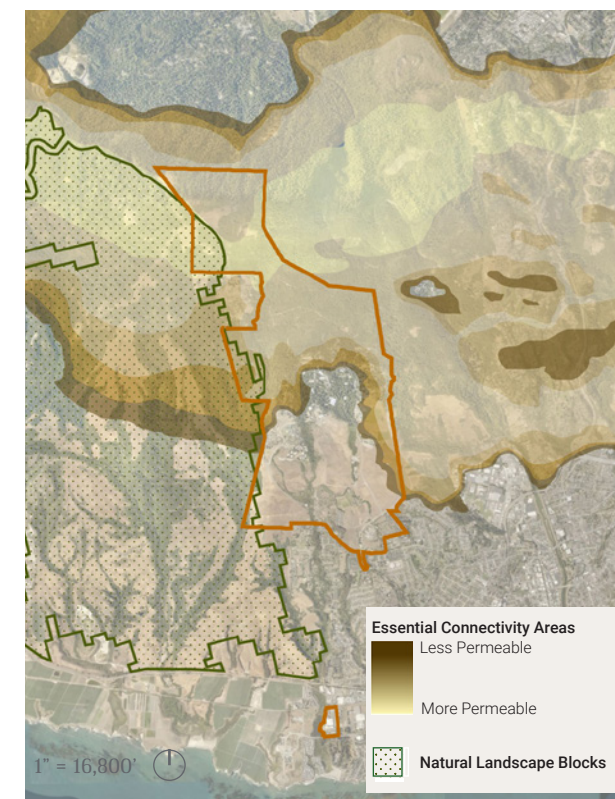 Essential Connectivity Areas
Less Permeable
More Permeable
Natural Landscape Blocks
1” = 16,800’